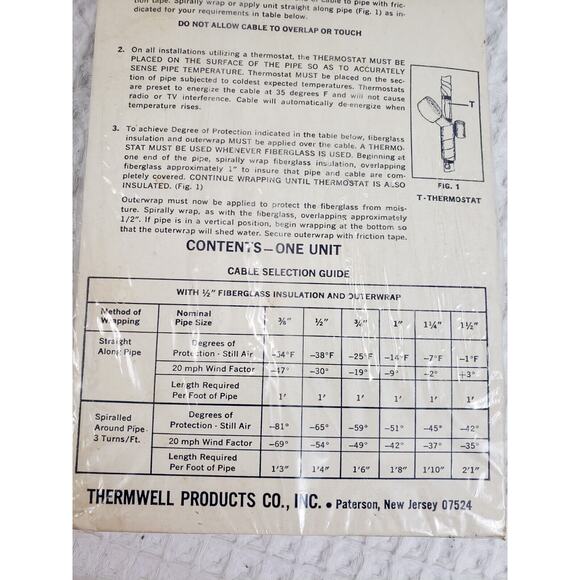 tion tape. Spirally wrap or apply unit straight along pipe (Fig. 1) as in-
dicated for your requirements in table below.
DO NOT ALLOW CABLE TO OVERLAP OR TOUCH
2. On all installations utilizing a thermostat, the THERMOSTAT MUST BE
PLACED ON THE SURFACE OF THE PIPE SO AS TO ACCURATELY
SENSE PIPE TEMPERATURE. Thermostat MUST be placed on the sec-
tion of pipe subjected to coldest expected temperatures. Thermostats
are preset to energize the cable at 35 degrees F and will not cause
radio or TV interference. Cable will automatically de-energize when
temperature rises.
T
3. To achieve Degree of Protection indicated in the table below, fiberglass
insulation and outerwrap MUST be applied over the cable. A THERMO-
STAT MUST BE USED WHENEVER FIBERGLASS IS USED. Beginning at
one end of the pipe, spirally wrap fiberglass insulation, overlapping
fiberglass approximately 1" to insure that pipe and cable are com-
pletely covered. CONTINUE WRAPPING UNTIL THERMOSTAT IS ALSO
INSULATED. (Fig. 1)
FIG. 1
T-THERMOSTAT
Outerwrap must now be applied to protect the fiberglass from mois-
ture. Spirally wrap, as with the fiberglass, overlapping approximately
1/2". If pipe is in a vertical position, begin wrapping at the bottom so
that the outerwrap will shed water. Secure outerwrap with friction tape.
CONTENTS—ONE UNIT
CABLE SELECTION GUIDE
WITH ½" FIBERGLASS INSULATION AND OUTERWRAP
Method of Wrapping Nominal Pipe Size ⅜" ½" ¾" 1" 1¼" 1½"
Straight Along Pipe Degrees of Protection - Still Air –34°F –38°F –25°F –14°F –7°F –1°F
20 mph Wind Factor –47° –30° –19° –9° –2° +3°
Length Required Per Foot of Pipe 1' 1' 1' 1' 1' 1'
Spiralled Around Pipe 3 Turns/Ft. Degrees of Protection - Still Air –81° –65° –59° –51° –45° –42°
20 mph Wind Factor –69° –54° –49° –42° –37° –35°
Length Required Per Foot of Pipe 1'3" 1'4" 1'6" 1'8" 1'10" 2'1"
THERMWELL PRODUCTS CO., INC. • Paterson, New Jersey 07524